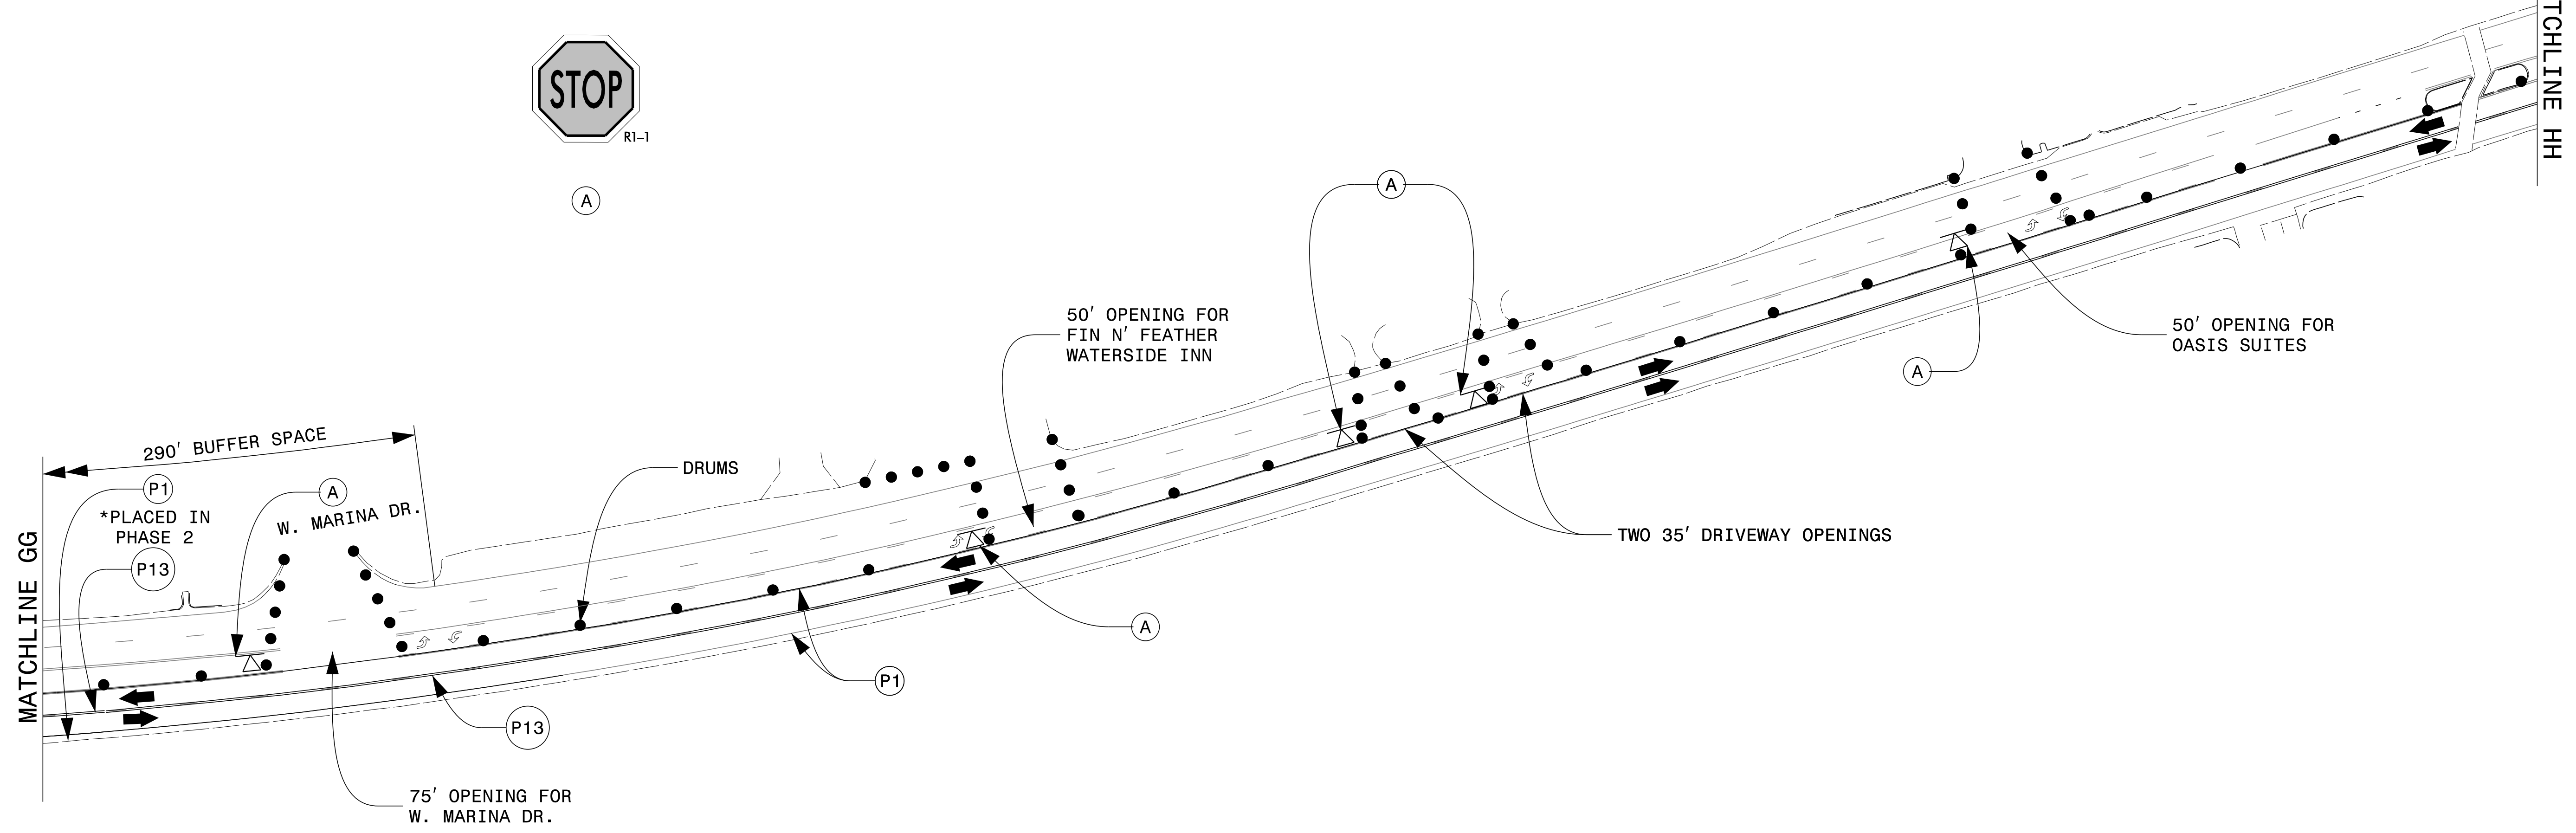 STOP
R1-1
A
TCHLINE HH
A
50' OPENING FOR
FIN N' FEATHER
WATERSIDE INN
50' OPENING FOR
OASIS SUITES
A
290' BUFFER SPACE
DRUMS
P1
A
*PLACED IN
PHASE 2
W. MARINA DR.
P13
MATCHLINE GG
TWO 35' DRIVEWAY OPENINGS
A
P1
P13
75' OPENING FOR
W. MARINA DR.